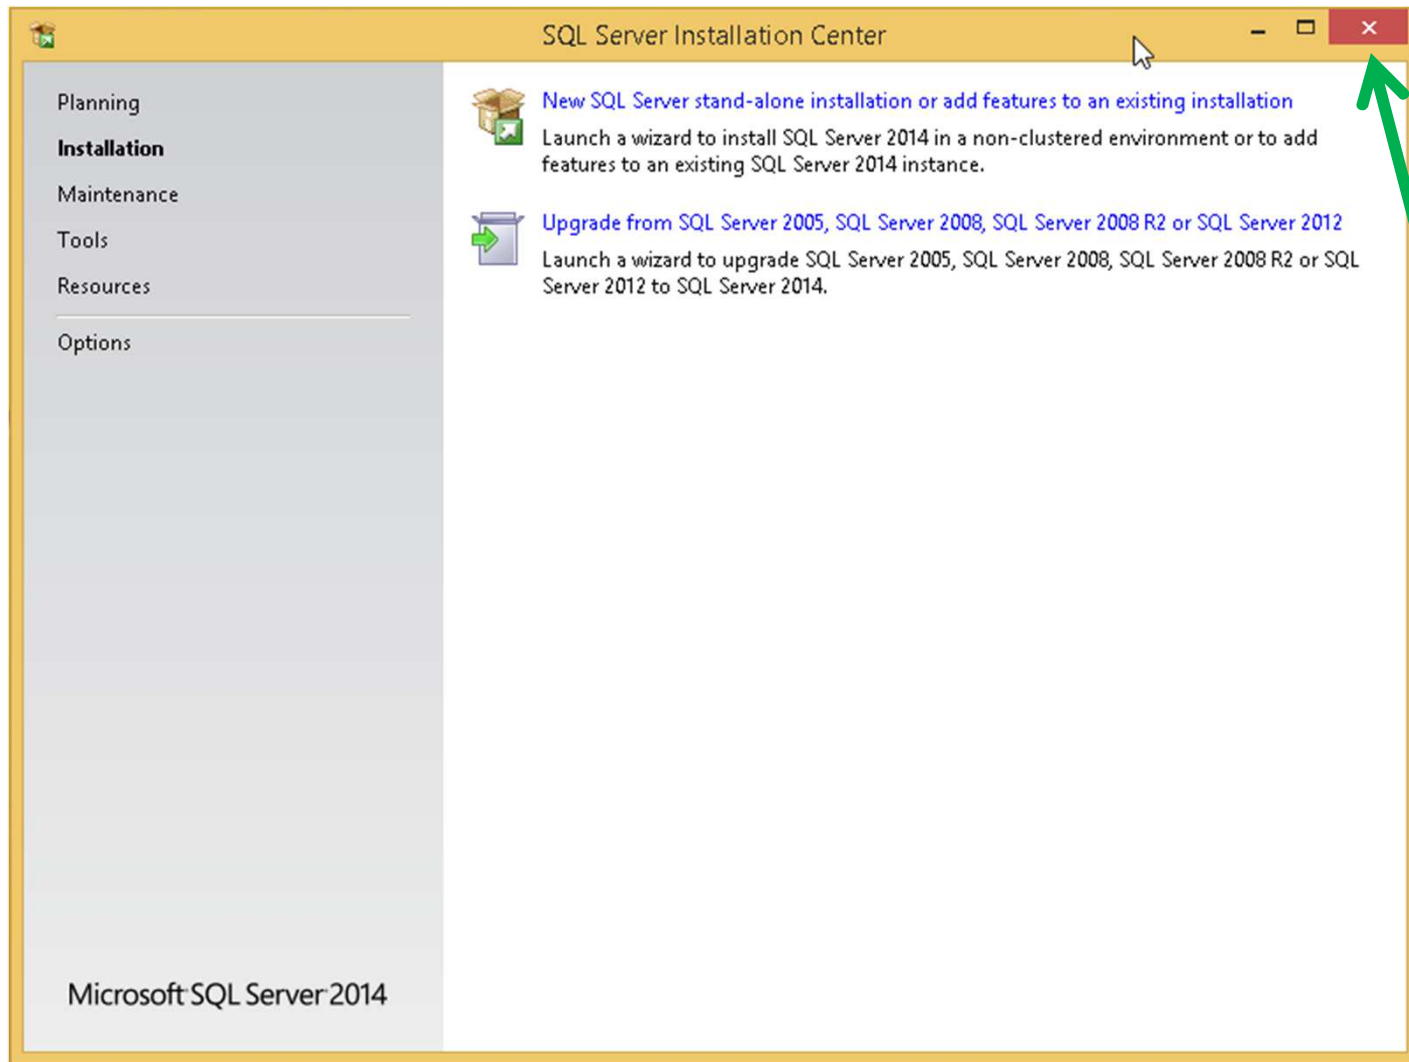 SQL Server Installation Center
Planning
Installation
Maintenance
Tools
Resources
Options
New SQL Server stand-alone installation or add features to an existing installation
Launch a wizard to install SQL Server 2014 in a non-clustered environment or to add
features to an existing SQL Server 2014 instance.
Upgrade from SQL Server 2005, SQL Server 2008, SQL Server 2008 R2 or SQL Server 2012
Launch a wizard to upgrade SQL Server 2005, SQL Server 2008, SQL Server 2008 R2 or SQL
Server 2012 to SQL Server 2014.
Microsoft SQL Server 2014